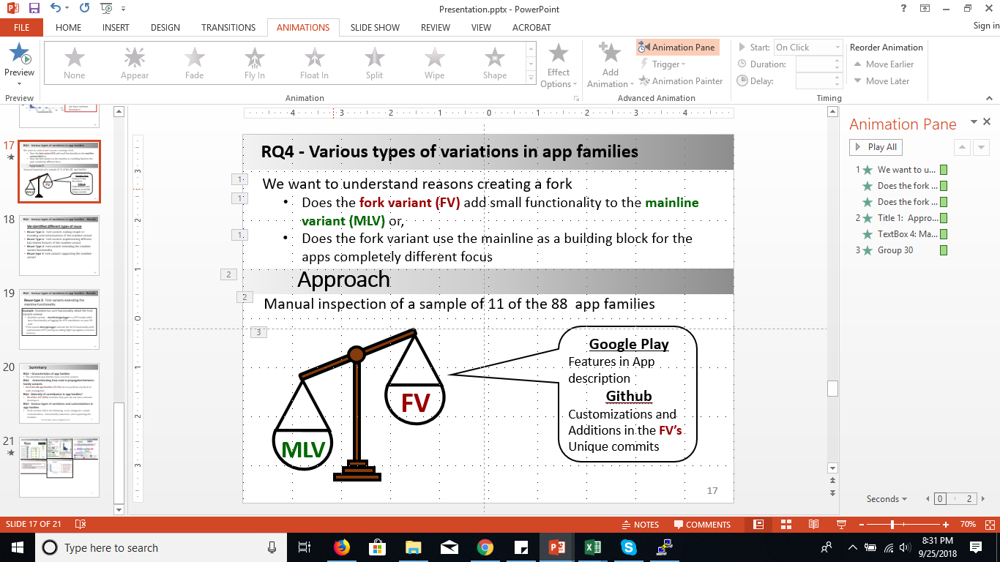 Presentation.pptx - PowerPoint
?
Sign in
FILE
HOME
INSERT
DESIGN
TRANSITIONS
ANIMATIONS
SLIDE SHOW
REVIEW
VIEW
ACROBAT
Preview
None
Appear
Fade
Fly In
Float In
Split
Wipe
Shape
Effect
Options
Add
Animation
Animation Pane
Trigger
Animation Painter
Start:
On Click
Duration:
Delay:
Reorder Animation
Move Earlier
Move Later
Preview
Animation
Advanced Animation
Timing
17
18
19
20
21
4 3 2 1 0 1 2 3 4
3
2
1
0
1
2
3
RQ4 - Various types of variations in app families
1
We want to understand reasons creating a fork
1
• Does the fork variant (FV) add small functionality to the mainline
variant (MLV) or,
1
• Does the fork variant use the mainline as a building block for the
apps completely different focus
2
Approach
2
Manual inspection of a sample of 11 of the 88 app families
3
MLV
FV
Google Play
Features in App
description
Github
Customizations and
Additions in the FV's
Unique commits
17
Animation Pane
Play All
1 We want to u...
Does the fork ...
Does the fork ...
2 Title 1: Appro...
TextBox 4: Ma...
3 Group 30
Seconds
0
2
SLIDE 17 OF 21
NOTES
COMMENTS
70%
Type here to search
8:31 PM
9/25/2018